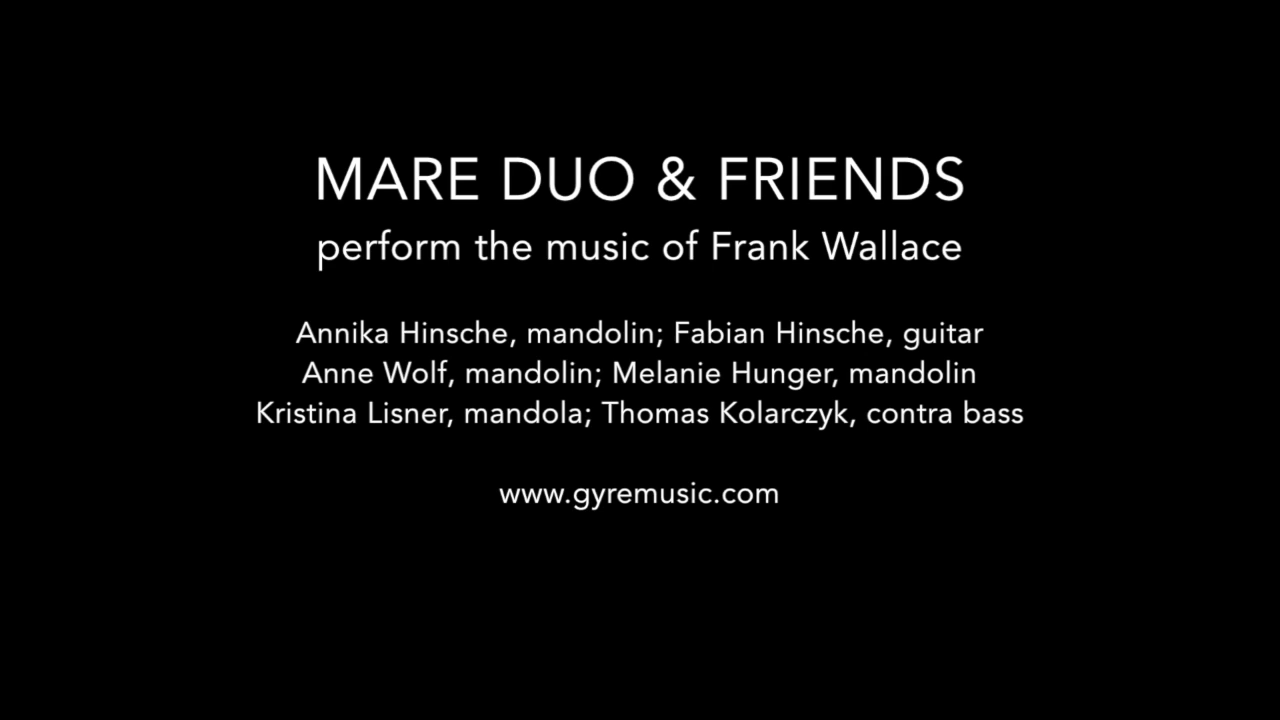 MARE DUO & FRIENDS
perform the music of Frank Wallace
Annika Hinsche, mandolin; Fabian Hinsche, guitar
Anne Wolf, mandolin; Melanie Hunger, mandolin
Kristina Lisner, mandola; Thomas Kolarczyk, contra bass
www.gyremusic.com